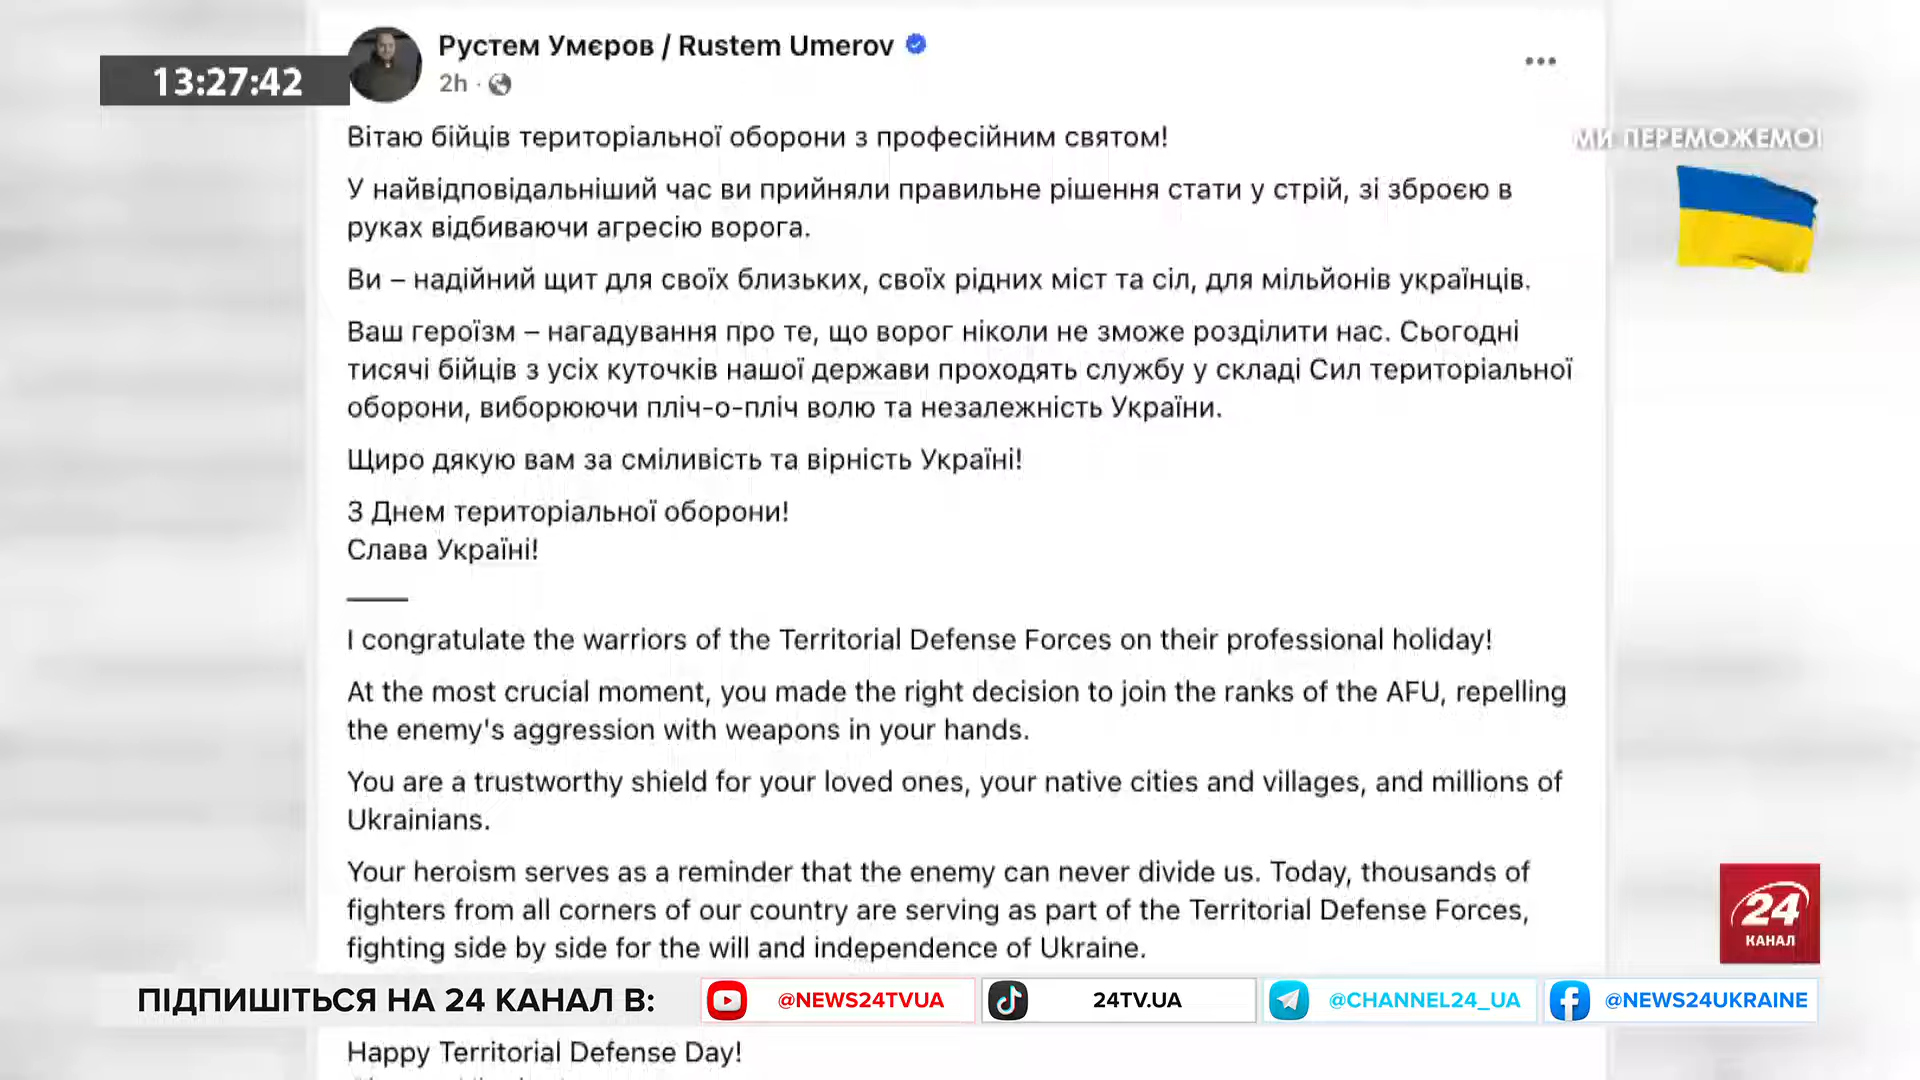 Рустем Умєров / Rustem Umerov
13:27:42
2h ·
Вітаю бійців територіальної оборони з професійним святом!
МИ ПЕРЕМОЖЕМО!
У найвідповідальніший час ви прийняли правильне рішення стати у стрій, зі зброєю в
руках відбиваючи агресію ворога.
Ви – надійний щит для своїх близьких, своїх рідних міст та сіл, для мільйонів українців.
Ваш героїзм – нагадування про те, що ворог ніколи не зможе розділити нас. Сьогодні
тисячі бійців з усіх куточків нашої держави проходять службу у складі Сил територіальної
оборони, виборюючи пліч-о-пліч волю та незалежність України.
Щиро дякую вам за сміливість та вірність Україні!
З Днем територіальної оборони!
Слава Україні!
I congratulate the warriors of the Territorial Defense Forces on their professional holiday!
At the most crucial moment, you made the right decision to join the ranks of the AFU, repelling
the enemy's aggression with weapons in your hands.
You are a trustworthy shield for your loved ones, your native cities and villages, and millions of
Ukrainians.
Your heroism serves as a reminder that the enemy can never divide us. Today, thousands of
fighters from all corners of our country are serving as part of the Territorial Defense Forces,
fighting side by side for the will and independence of Ukraine.
24
КАНАЛ
ПІДПИШІТЬСЯ НА 24 КАНАЛ В: @NEWS24TVUA 24TV.UA @CHANNEL24_UA @NEWS24UKRAINE
Happy Territorial Defense Day!